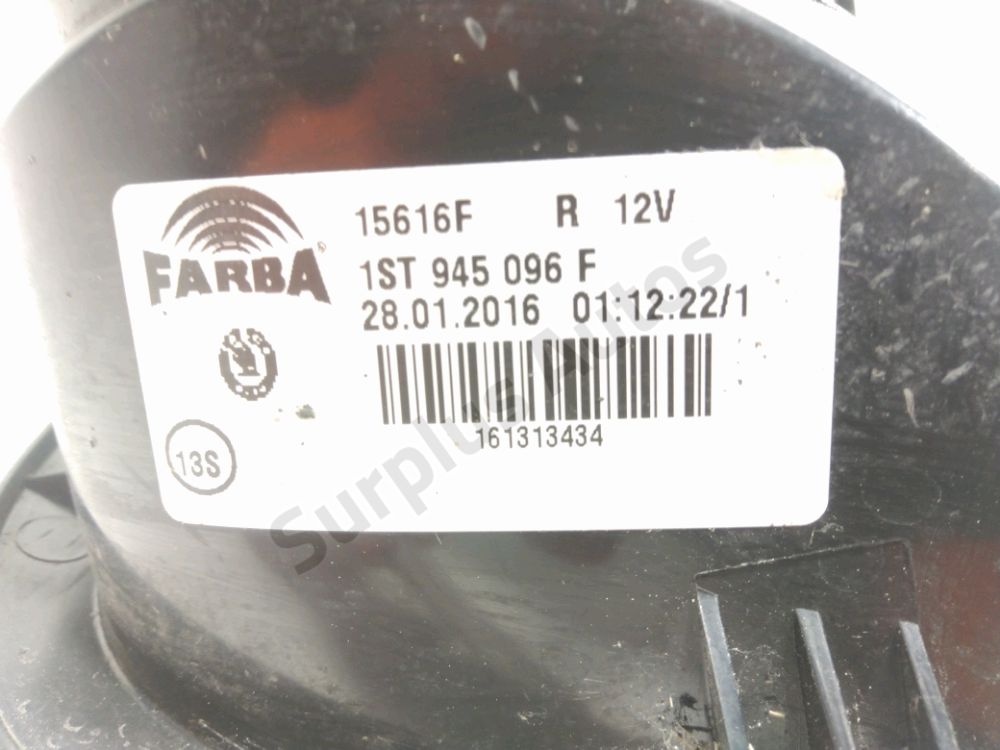 FARBA
15616F R 12V
1ST 945 096 F
28.01.2016 01:12:22/1
161313434
13S
Surplus Autos